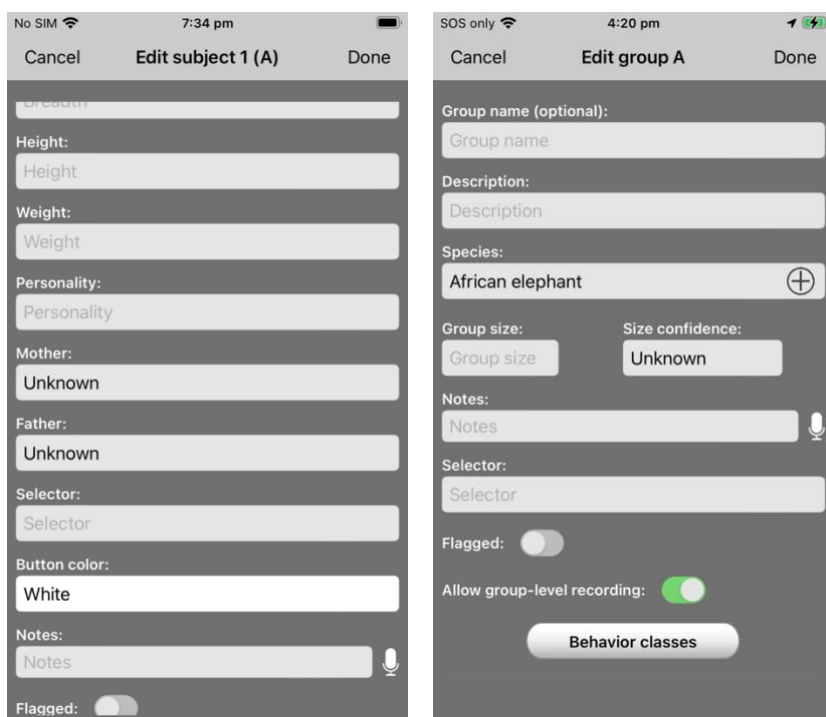 No SIM 7:34 pm
Cancel Edit subject 1 (A) Done
Breadth
Height:
Height
Weight:
Weight
Personality:
Personality
Mother:
Unknown
Father:
Unknown
Selector:
Selector
Button color:
White
Notes:
Notes
Flagged:
SOS only 4:20 pm
Cancel Edit group A Done
Group name (optional):
Group name
Description:
Description
Species:
African elephant
Group size: Size confidence:
Group size Unknown
Notes:
Notes
Selector:
Selector
Flagged:
Allow group-level recording:
Behavior classes